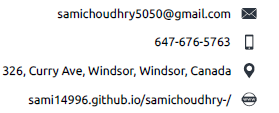 samichoudhry5050@gmail.com
647-676-5763
326, Curry Ave, Windsor, Windsor, Canada
sami14996.github.io/samichoudhry-/